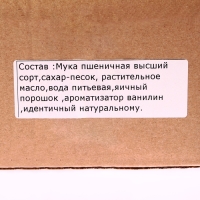 Состав :Мука пшеничная высший
сорт,сахар-песок, растительное
масло,вода питьевая,яичный
порошок ,ароматизатор ванилин
,идентичный натуральному.